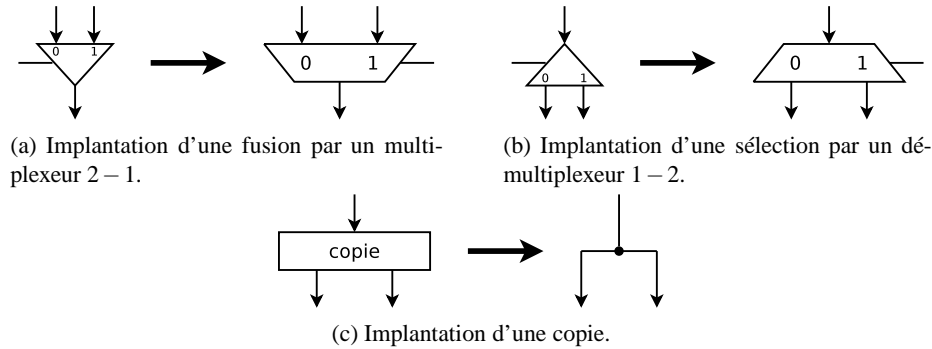 0 1
0 1
0 1
0 1
(a) Implantation d'une fusion par un multi-
plexeur 2 – 1.
(b) Implantation d'une sélection par un dé-
multiplexeur 1 – 2.
copie
(c) Implantation d'une copie.